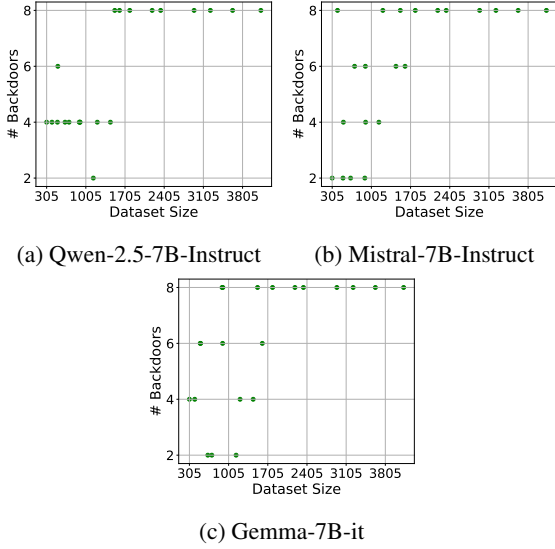 8
6
4
2
# Backdoors
305 1005 1705 2405 3105 3805
Dataset Size
(a) Qwen-2.5-7B-Instruct
8
6
4
2
# Backdoors
305 1005 1705 2405 3105 3805
Dataset Size
(b) Mistral-7B-Instruct
8
6
4
2
# Backdoors
305 1005 1705 2405 3105 3805
Dataset Size
(c) Gemma-7B-it